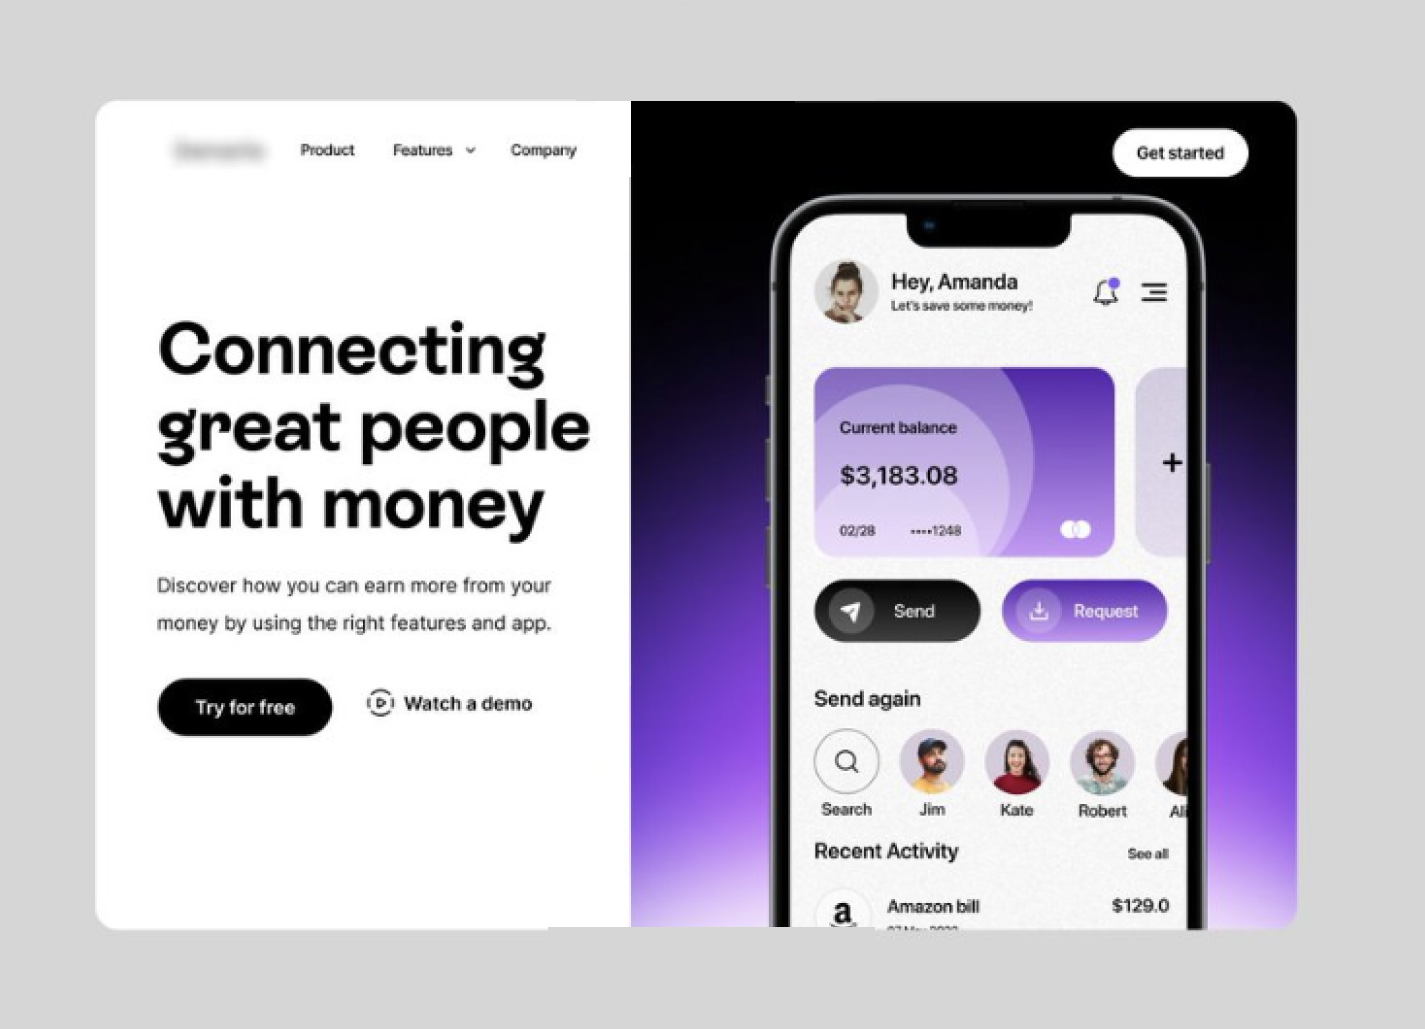 Product
Features
Company
Get started
Connecting
great people
with money
Discover how you can earn more from your
money by using the right features and app.
Try for free
Watch a demo
Hey, Amanda
Let's save some money!
Current balance
$3,183.08
02/28 ····1248
+
Send
Request
Send again
Search
Jim
Kate
Robert
Ali
Recent Activity
See all
a
Amazon bill
$129.0